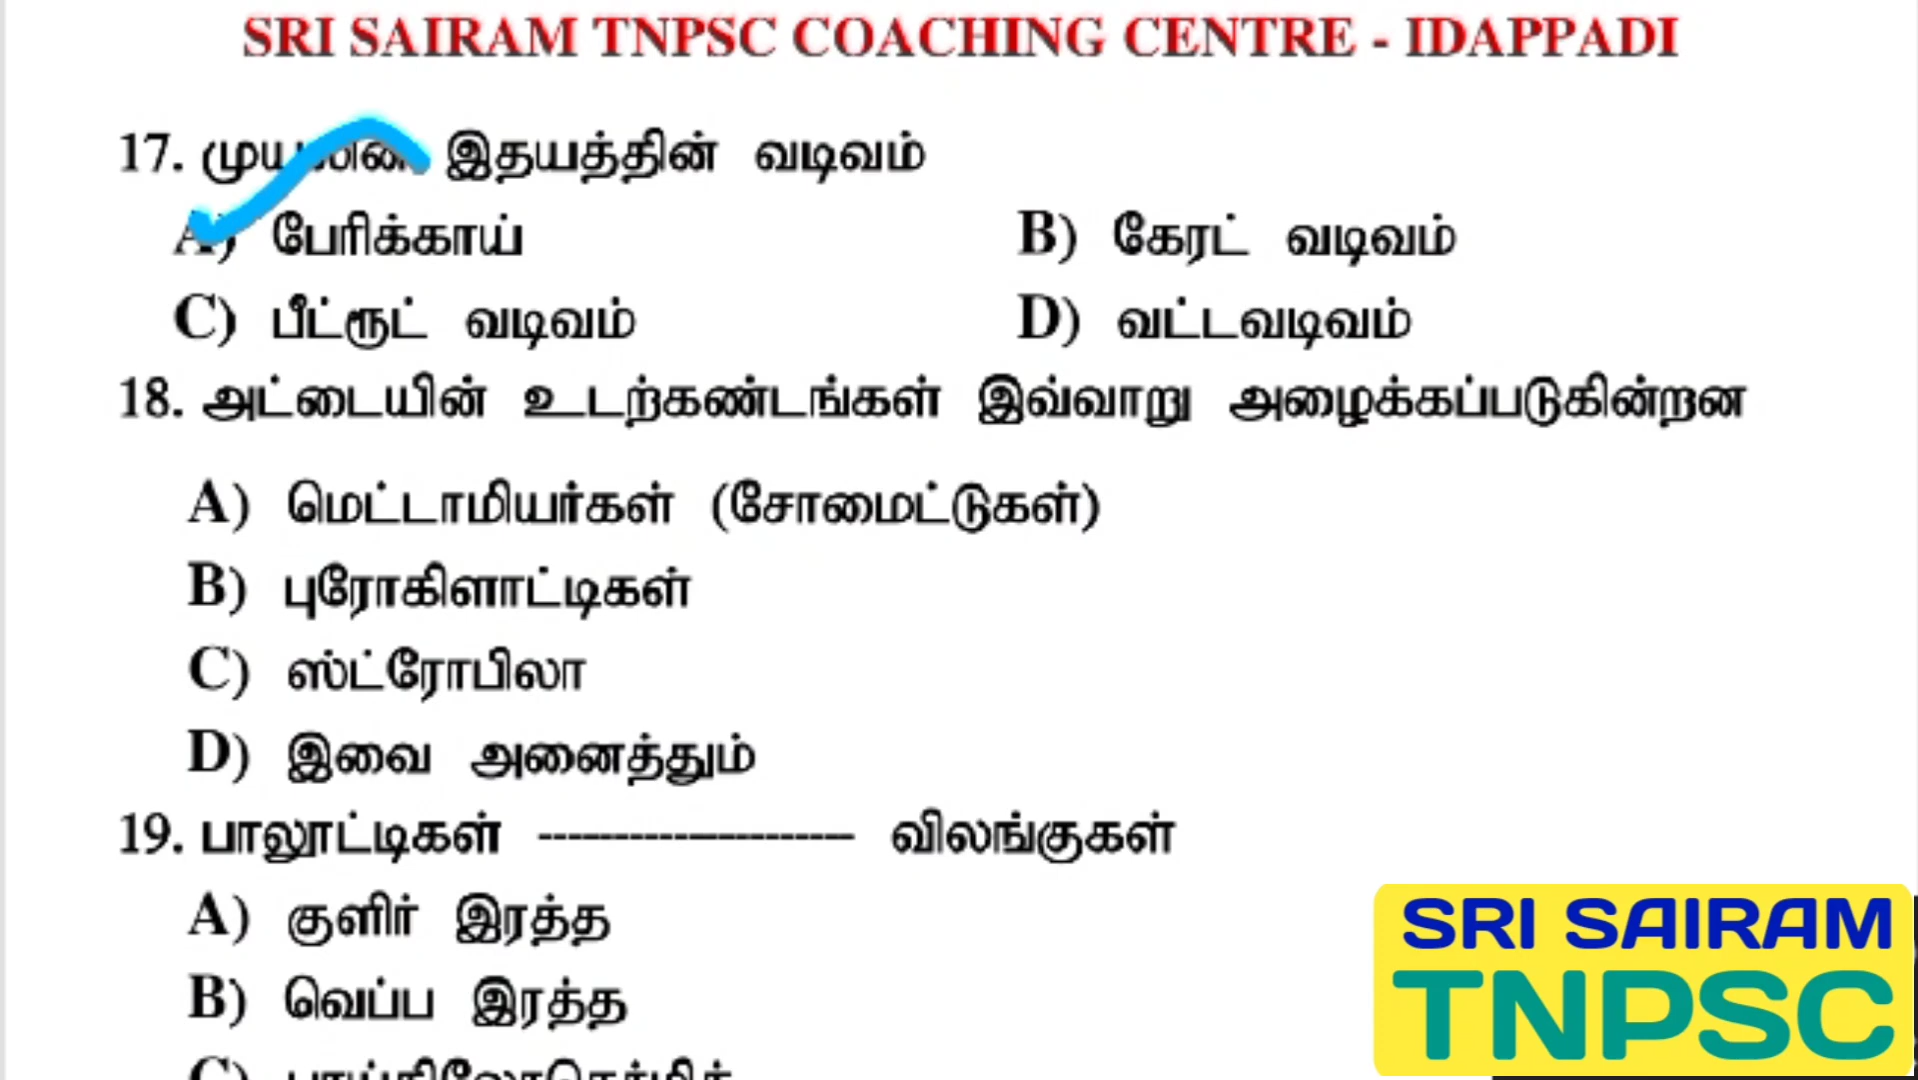 SRI SAIRAM TNPSC COACHING CENTRE - IDAPPADI
17. இதயத்தின் வடிவம்
A) பேரிக்காய் B) கேரட் வடிவம்
C) பீட்ரூட் வடிவம் D) வட்டவடிவம்
18. அட்டையின் உடற்கண்டங்கள் இவ்வாறு அழைக்கப்படுகின்றன
A) மெட்டாமியர்கள் (சோமைட்டுகள்)
B) புரோகிளாட்டிகள்
C) ஸ்ட்ரோபிலா
D) இவை அனைத்தும்
19. பாலூட்டிகள் --------------------- விலங்குகள்
A) குளிர் இரத்த
B) வெப்ப இரத்த
SRI SAIRAM
TNPSC